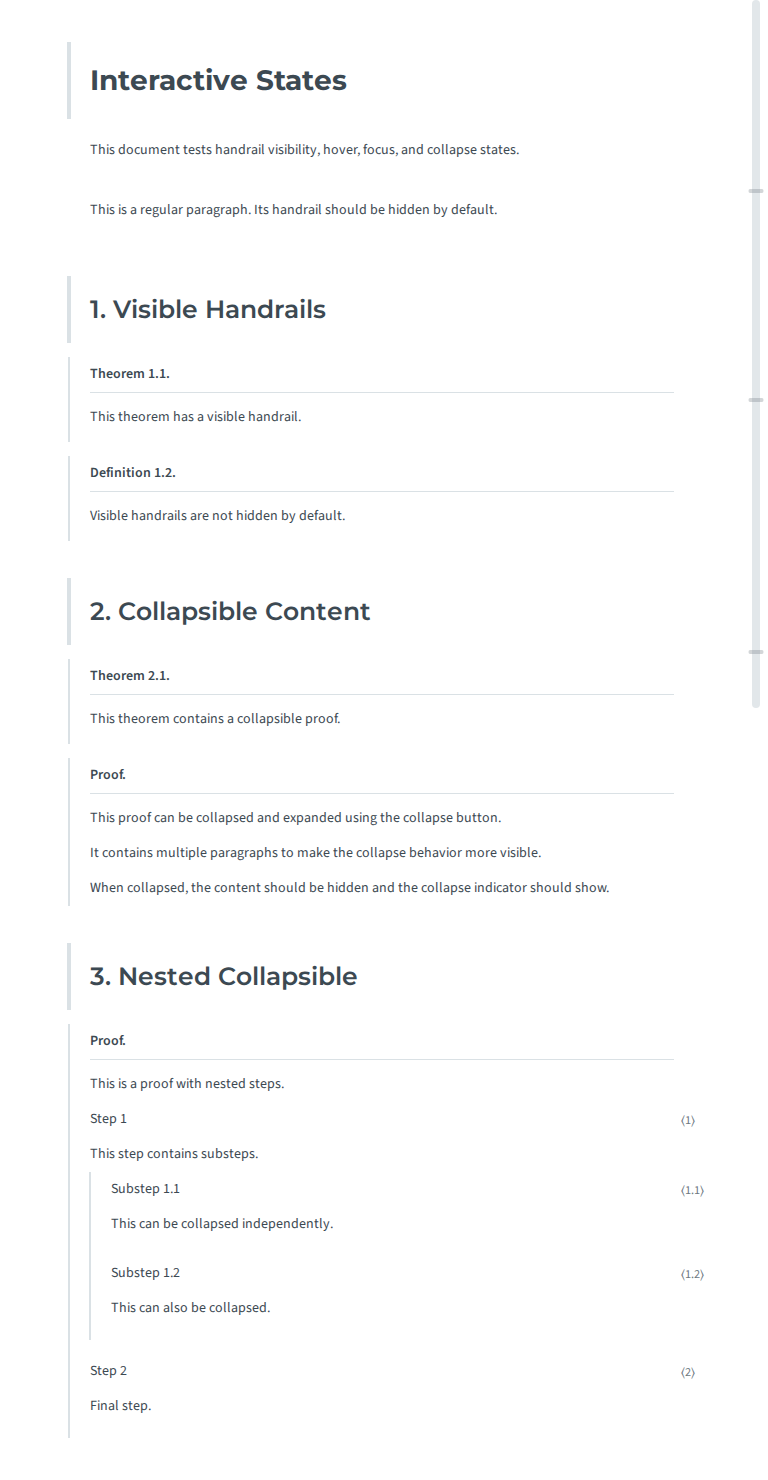 Interactive States
This document tests handrail visibility, hover, focus, and collapse states.
This is a regular paragraph. Its handrail should be hidden by default.
1. Visible Handrails
Theorem 1.1.
This theorem has a visible handrail.
Definition 1.2.
Visible handrails are not hidden by default.
2. Collapsible Content
Theorem 2.1.
This theorem contains a collapsible proof.
Proof.
This proof can be collapsed and expanded using the collapse button.
It contains multiple paragraphs to make the collapse behavior more visible.
When collapsed, the content should be hidden and the collapse indicator should show.
3. Nested Collapsible
Proof.
This is a proof with nested steps.
Step 1 ⟨1⟩
This step contains substeps.
Substep 1.1 ⟨1.1⟩
This can be collapsed independently.
Substep 1.2 ⟨1.2⟩
This can also be collapsed.
Step 2 ⟨2⟩
Final step.